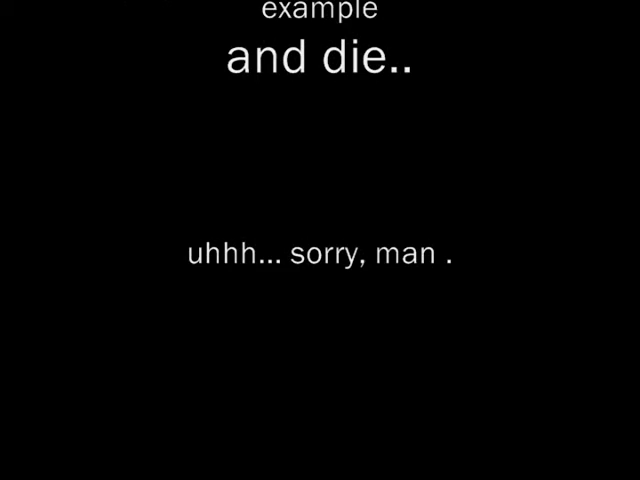 example
and die..
uhhh... sorry, man .